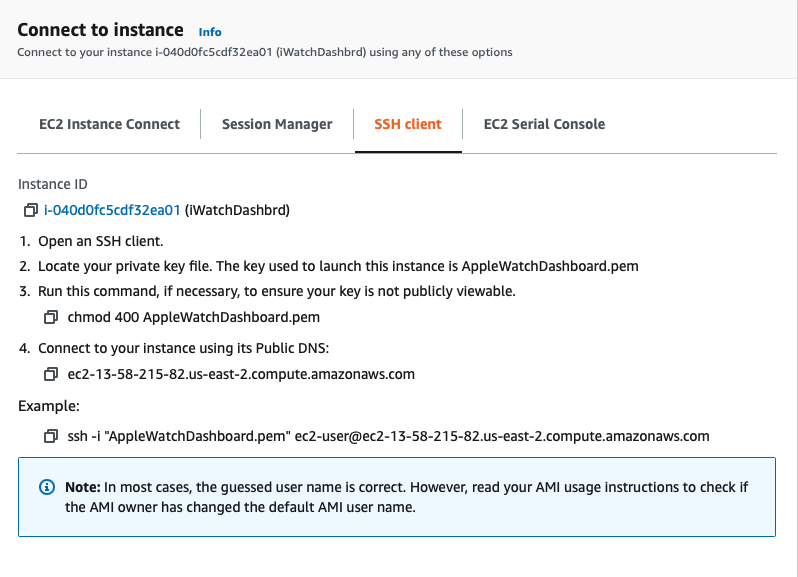 Connect to instance Info
Connect to your instance i-040d0fc5cdf32ea01 (iWatchDashbrd) using any of these options
EC2 Instance Connect
Session Manager
SSH client
EC2 Serial Console
Instance ID
i-040d0fc5cdf32ea01 (iWatchDashbrd)
1. Open an SSH client.
2. Locate your private key file. The key used to launch this instance is AppleWatchDashboard.pem
3. Run this command, if necessary, to ensure your key is not publicly viewable.
chmod 400 AppleWatchDashboard.pem
4. Connect to your instance using its Public DNS:
ec2-13-58-215-82.us-east-2.compute.amazonaws.com
Example:
ssh -i "AppleWatchDashboard.pem" ec2-user@ec2-13-58-215-82.us-east-2.compute.amazonaws.com
Note: In most cases, the guessed user name is correct. However, read your AMI usage instructions to check if
the AMI owner has changed the default AMI user name.